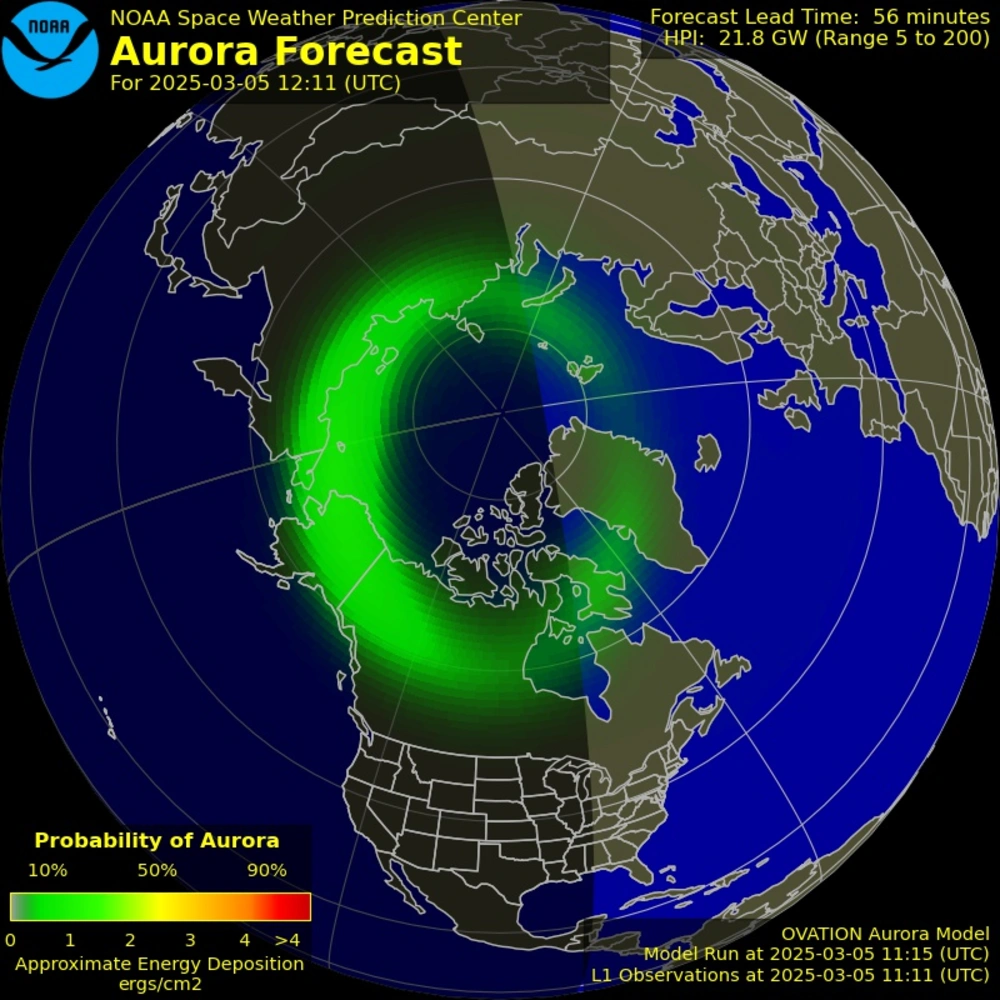 NOAA
NOAA Space Weather Prediction Center
Aurora Forecast
For 2025-03-05 12:11 (UTC)
Forecast Lead Time: 56 minutes
HPI: 21.8 GW (Range 5 to 200)
Probability of Aurora
10% 50% 90%
0 1 2 3 4 >4
Approximate Energy Deposition
ergs/cm2
OVATION Aurora Model
Model Run at 2025-03-05 11:15 (UTC)
L1 Observations at 2025-03-05 11:11 (UTC)